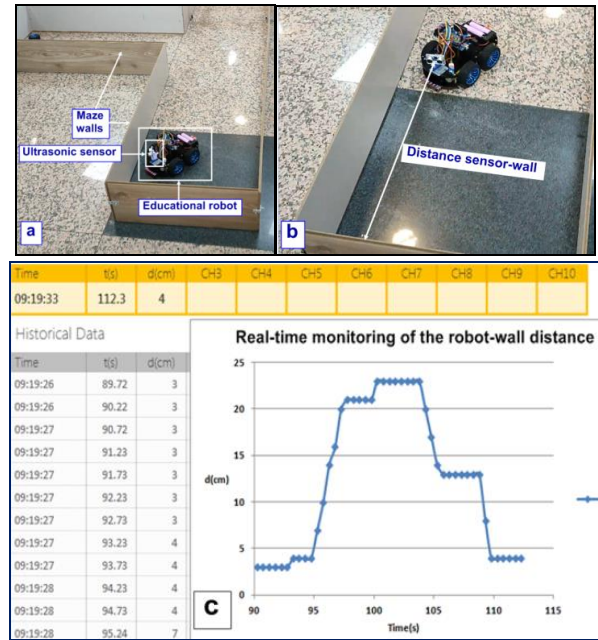 Maze
walls
Ultrasonic sensor
Educational robot
a
Distance sensor-wall
b
Time t(s) d(cm) CH3 CH4 CH5 CH6 CH7 CH8 CH9 CH10
09:19:33 112.3 4
Historical Data
Time t(s) d(cm)
09:19:26 89.72 3
09:19:26 90.22 3
09:19:27 90.72 3
09:19:27 91.23 3
09:19:27 91.73 3
09:19:27 92.23 3
09:19:27 92.73 3
09:19:27 93.23 4
09:19:27 93.73 4
09:19:28 94.23 4
09:19:28 94.73 4
09:19:28 95.24 7
Real-time monitoring of the robot-wall distance
25
20
15
d(cm)
10
5
0
90 95 100 105 110 115
Time(s)
c